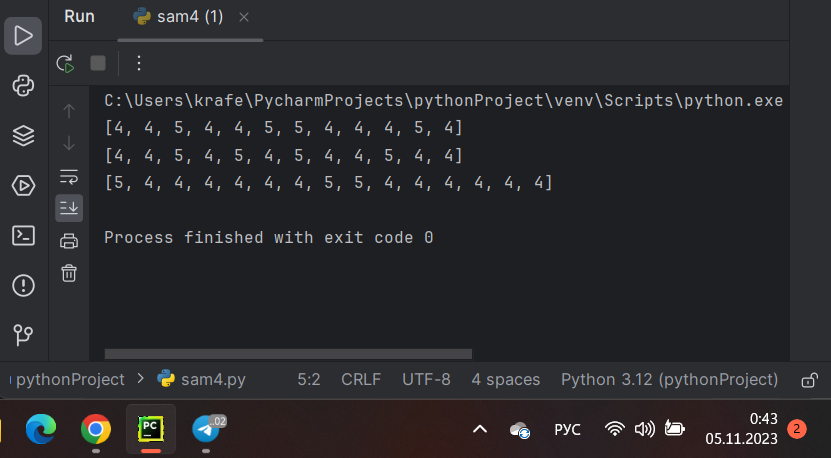 Run sam4 (1)
C:\Users\krafe\PycharmProjects\pythonProject\venv\Scripts\python.exe
[4, 4, 5, 4, 4, 5, 5, 4, 4, 4, 5, 4]
[4, 4, 5, 4, 5, 4, 5, 4, 4, 5, 4, 4]
[5, 4, 4, 4, 4, 4, 4, 5, 5, 4, 4, 4, 4, 4, 4]
Process finished with exit code 0
pythonProject > sam4.py 5:2 CRLF UTF-8 4 spaces Python 3.12 (pythonProject)
PC ..02 РУС 0:43 2
05.11.2023